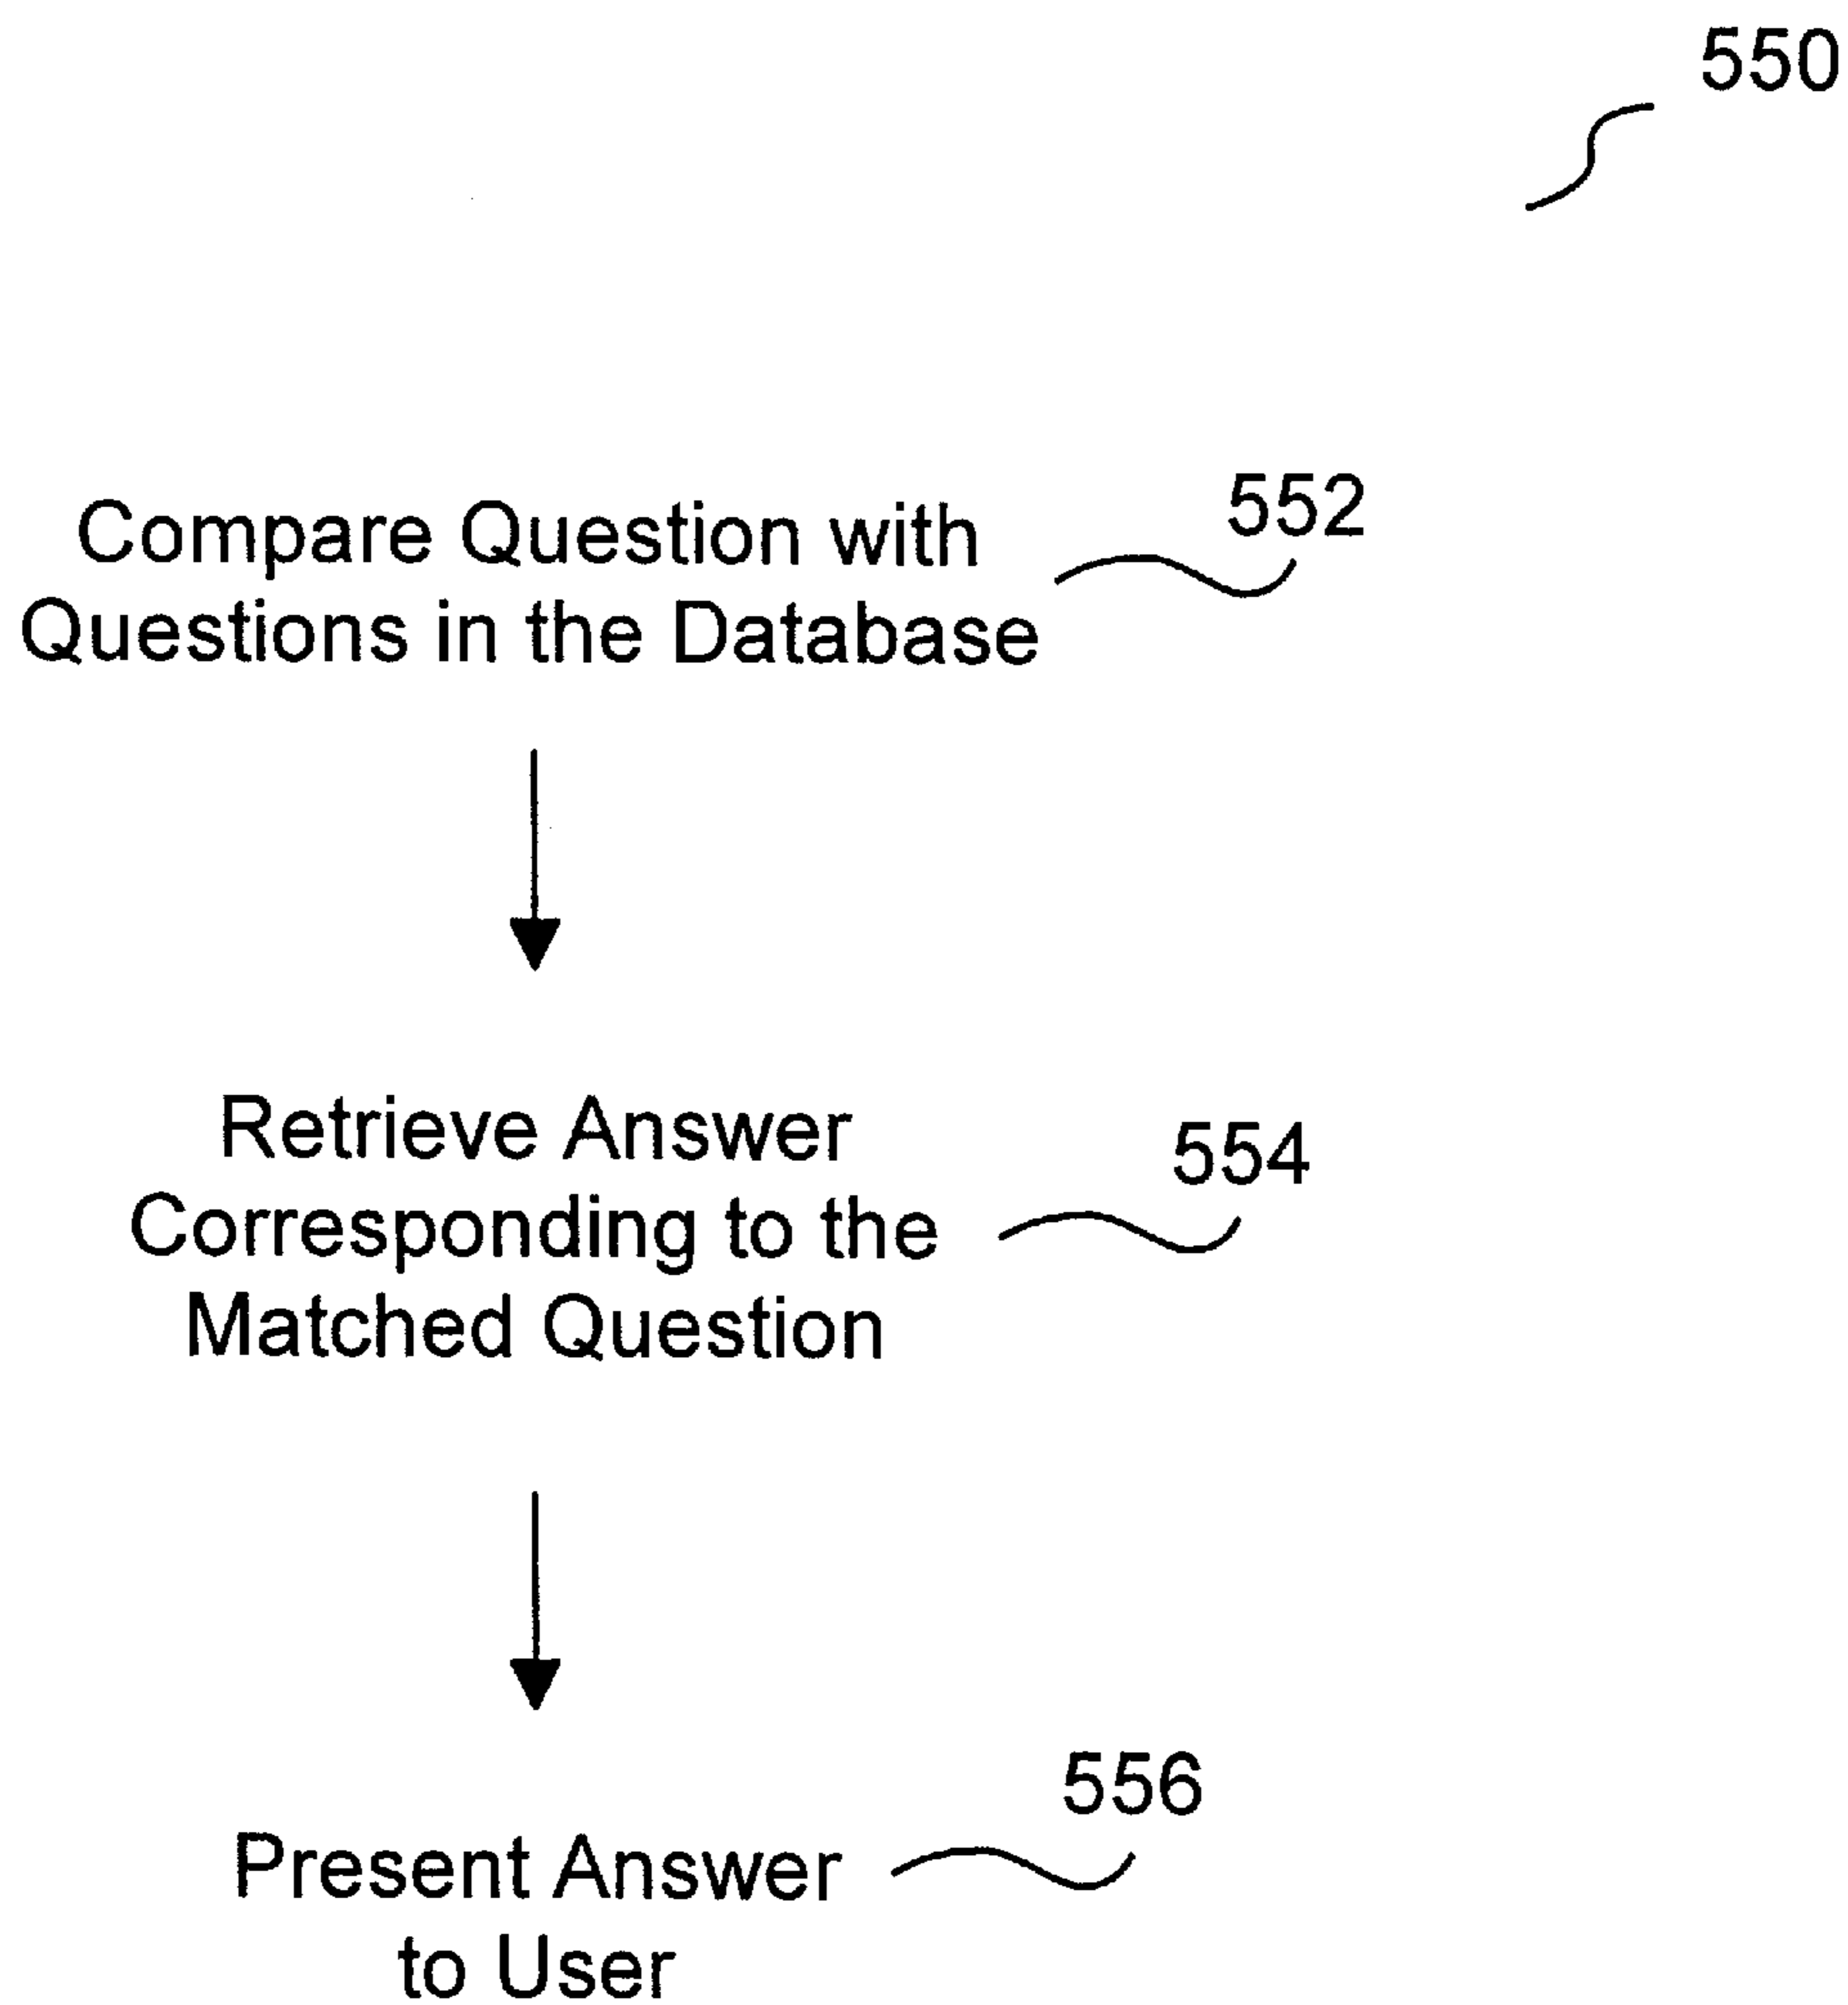 550
Compare Question with
Questions in the Database
552
Retrieve Answer
Corresponding to the
Matched Question
554
Present Answer
to User
556